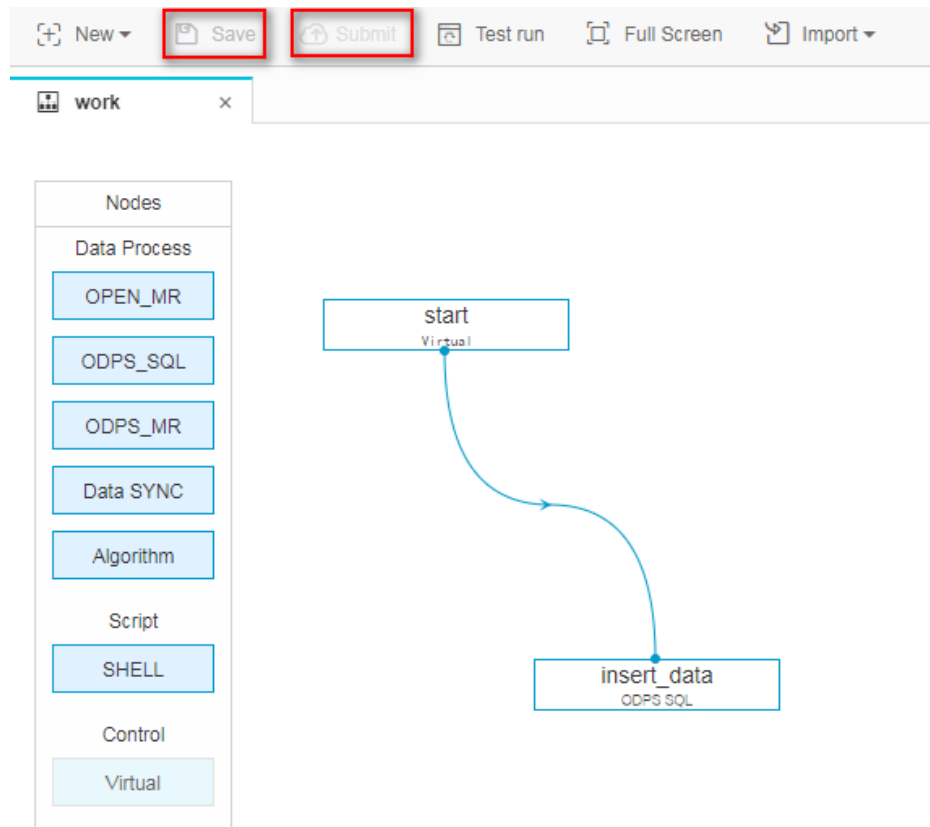 New Save Submit Test run Full Screen Import
work
Nodes
Data Process
OPEN_MR
ODPS_SQL
ODPS_MR
Data SYNC
Algorithm
Script
SHELL
Control
Virtual
start
Virtual
insert_data
ODPS SQL